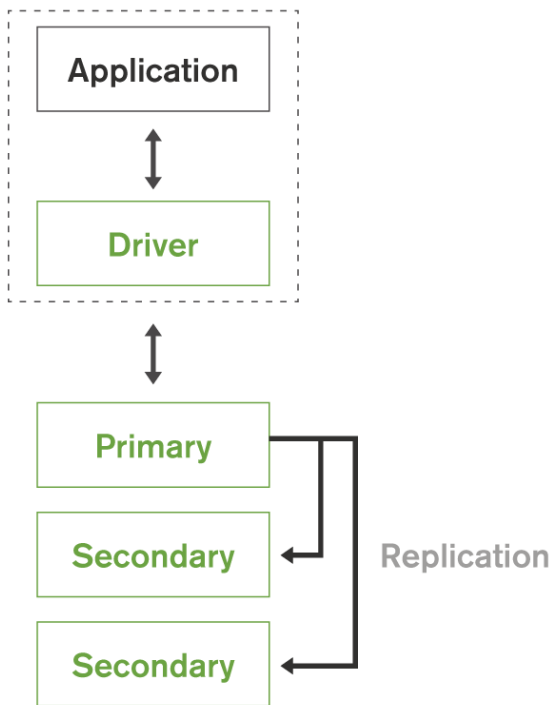 Application
Driver
Primary
Secondary
Replication
Secondary